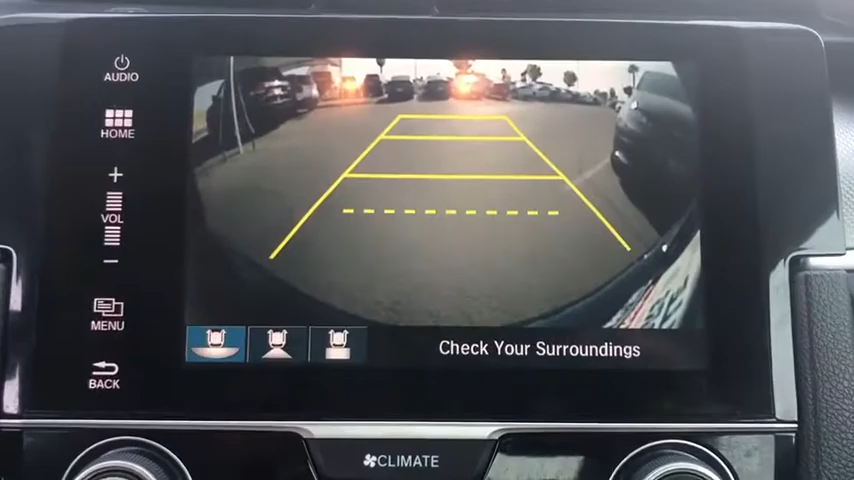 AUDIO
HOME
+
VOL
−
MENU
BACK
Check Your Surroundings
CLIMATE